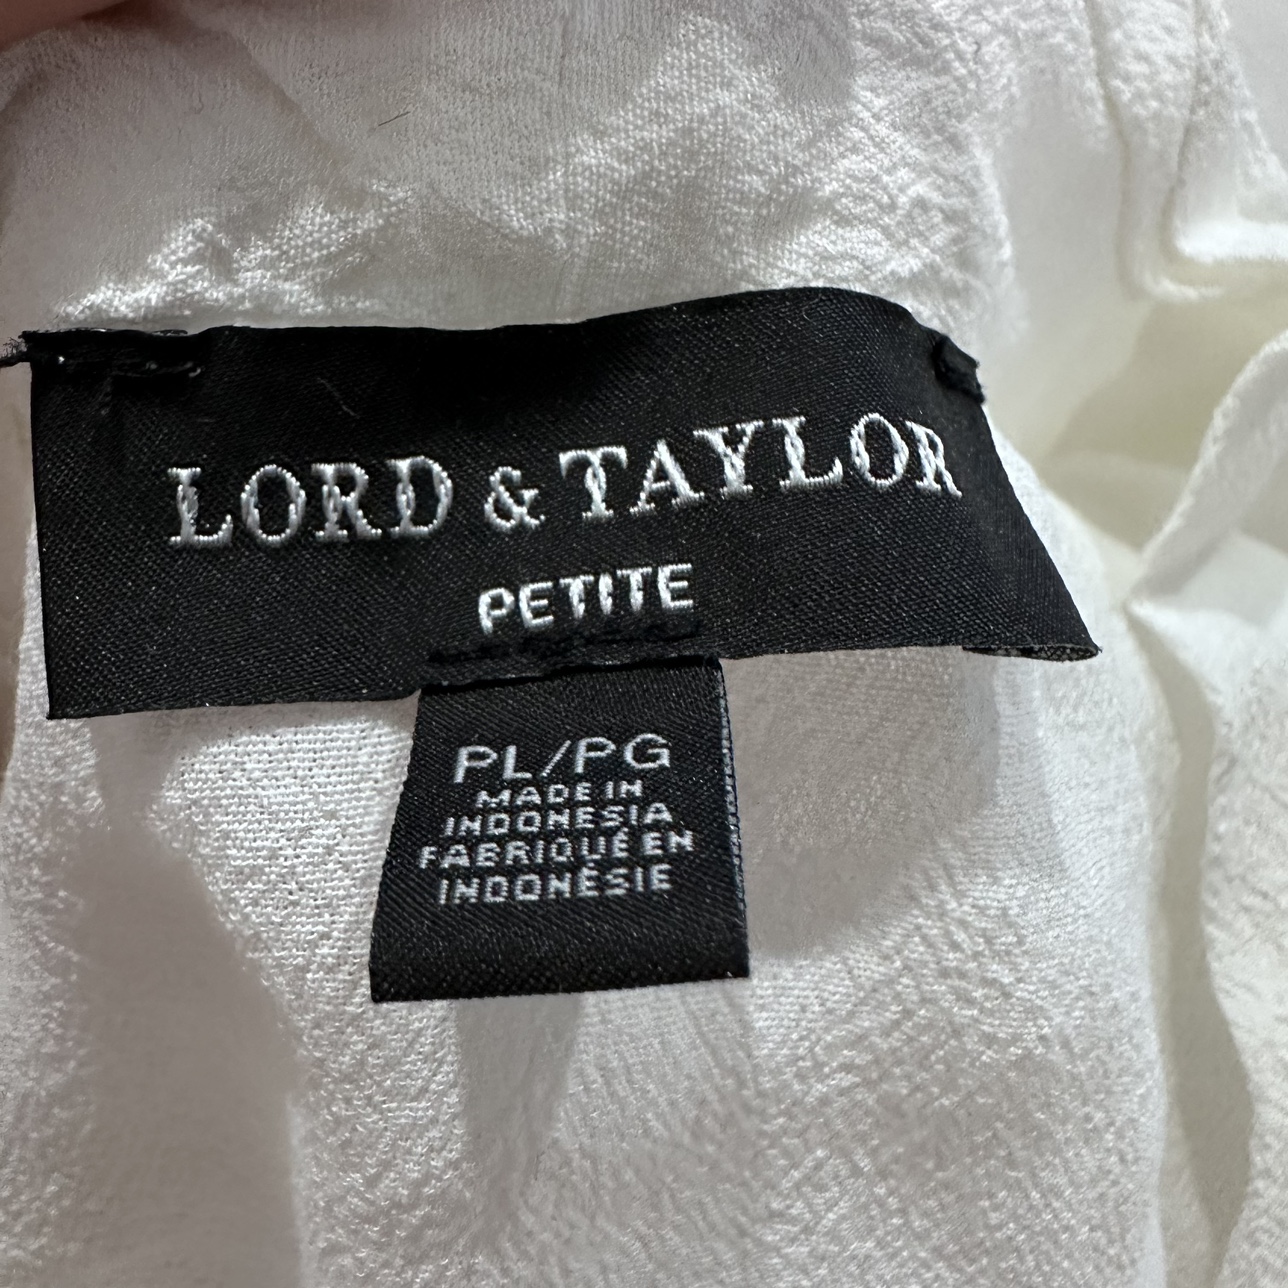 LORD & TAYLOR
PETITE
PL/PG
MADE IN
INDONESIA
FABRIQUÉ EN
INDONÉSIE